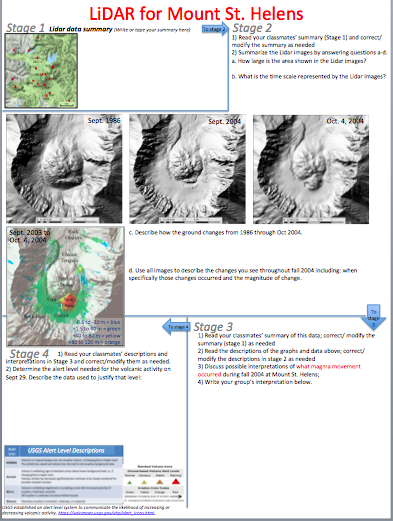 LiDAR for Mount St. Helens
Stage 1 Lidar data summary (Write or type your summary here)
To stage 2
Stage 2
1) Read your classmates' summary (Stage 1) and correct/
modify the summary as needed
2) Summarize the Lidar images by answering questions a-d.
a. How large is the area shown in the Lidar images?
b. What is the time scale represented by the Lidar images?
Sept. 1986
Sept. 2004
Oct. 4, 2004
Sept. 2003 to
Oct. 4, 2004
c. Describe how the ground changes from 1986 through Oct 2004.
d. Use all images to describe the changes you see throughout fall 2004 including: when
specifically those changes occurred and the magnitude of change.
= blue
= green
= yellow
= orange
To
stage
3
To stage 4
Stage 3
1) Read your classmates' summary of this data; correct/ modify the
summary (stage 1) as needed
2) Read the descriptions of the graphs and data above; correct/
modify the descriptions in stage 2 as needed
3) Discuss possible interpretations of what magma movement
occurred during fall 2004 at Mount St. Helens;
4) Write your group's interpretation below.
Stage 4 1) Read your classmates' descriptions and
interpretations in Stage 3 and correct/modify them as needed.
2) Determine the alert level needed for the volcanic activity on
Sept 29. Describe the data used to justify that level:
USGS Alert Level Descriptions
USGS established an alert level system to communicate the likelihood of increasing or
decreasing volcanic activity.